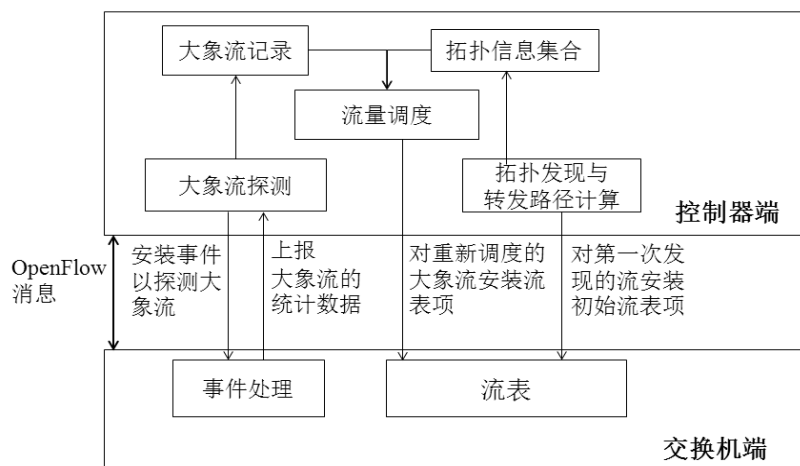 大象流记录
拓扑信息集合
流量调度
大象流探测
拓扑发现与
转发路径计算
控制器端
OpenFlow
消息
安装事件
以探测大
象流
上报
大象流的
统计数据
对重新调度的
大象流安装流
表项
对第一次发
现的流安装
初始流表项
事件处理
流表
交换机端